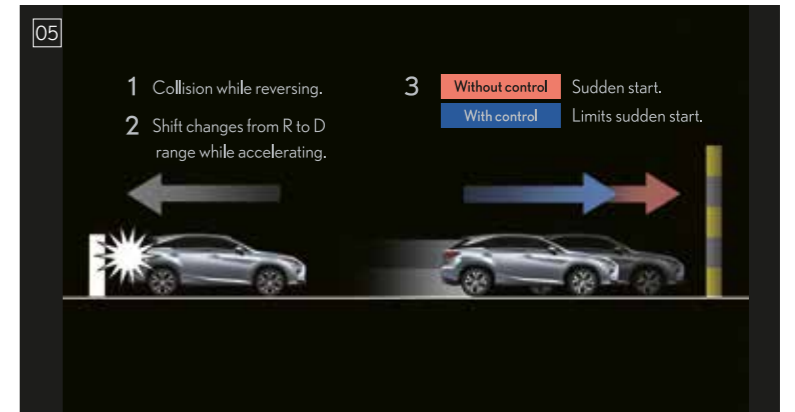 05
1 Collision while reversing.
2 Shift changes from R to D
range while accelerating.
3 Without control Sudden start.
With control Limits sudden start.